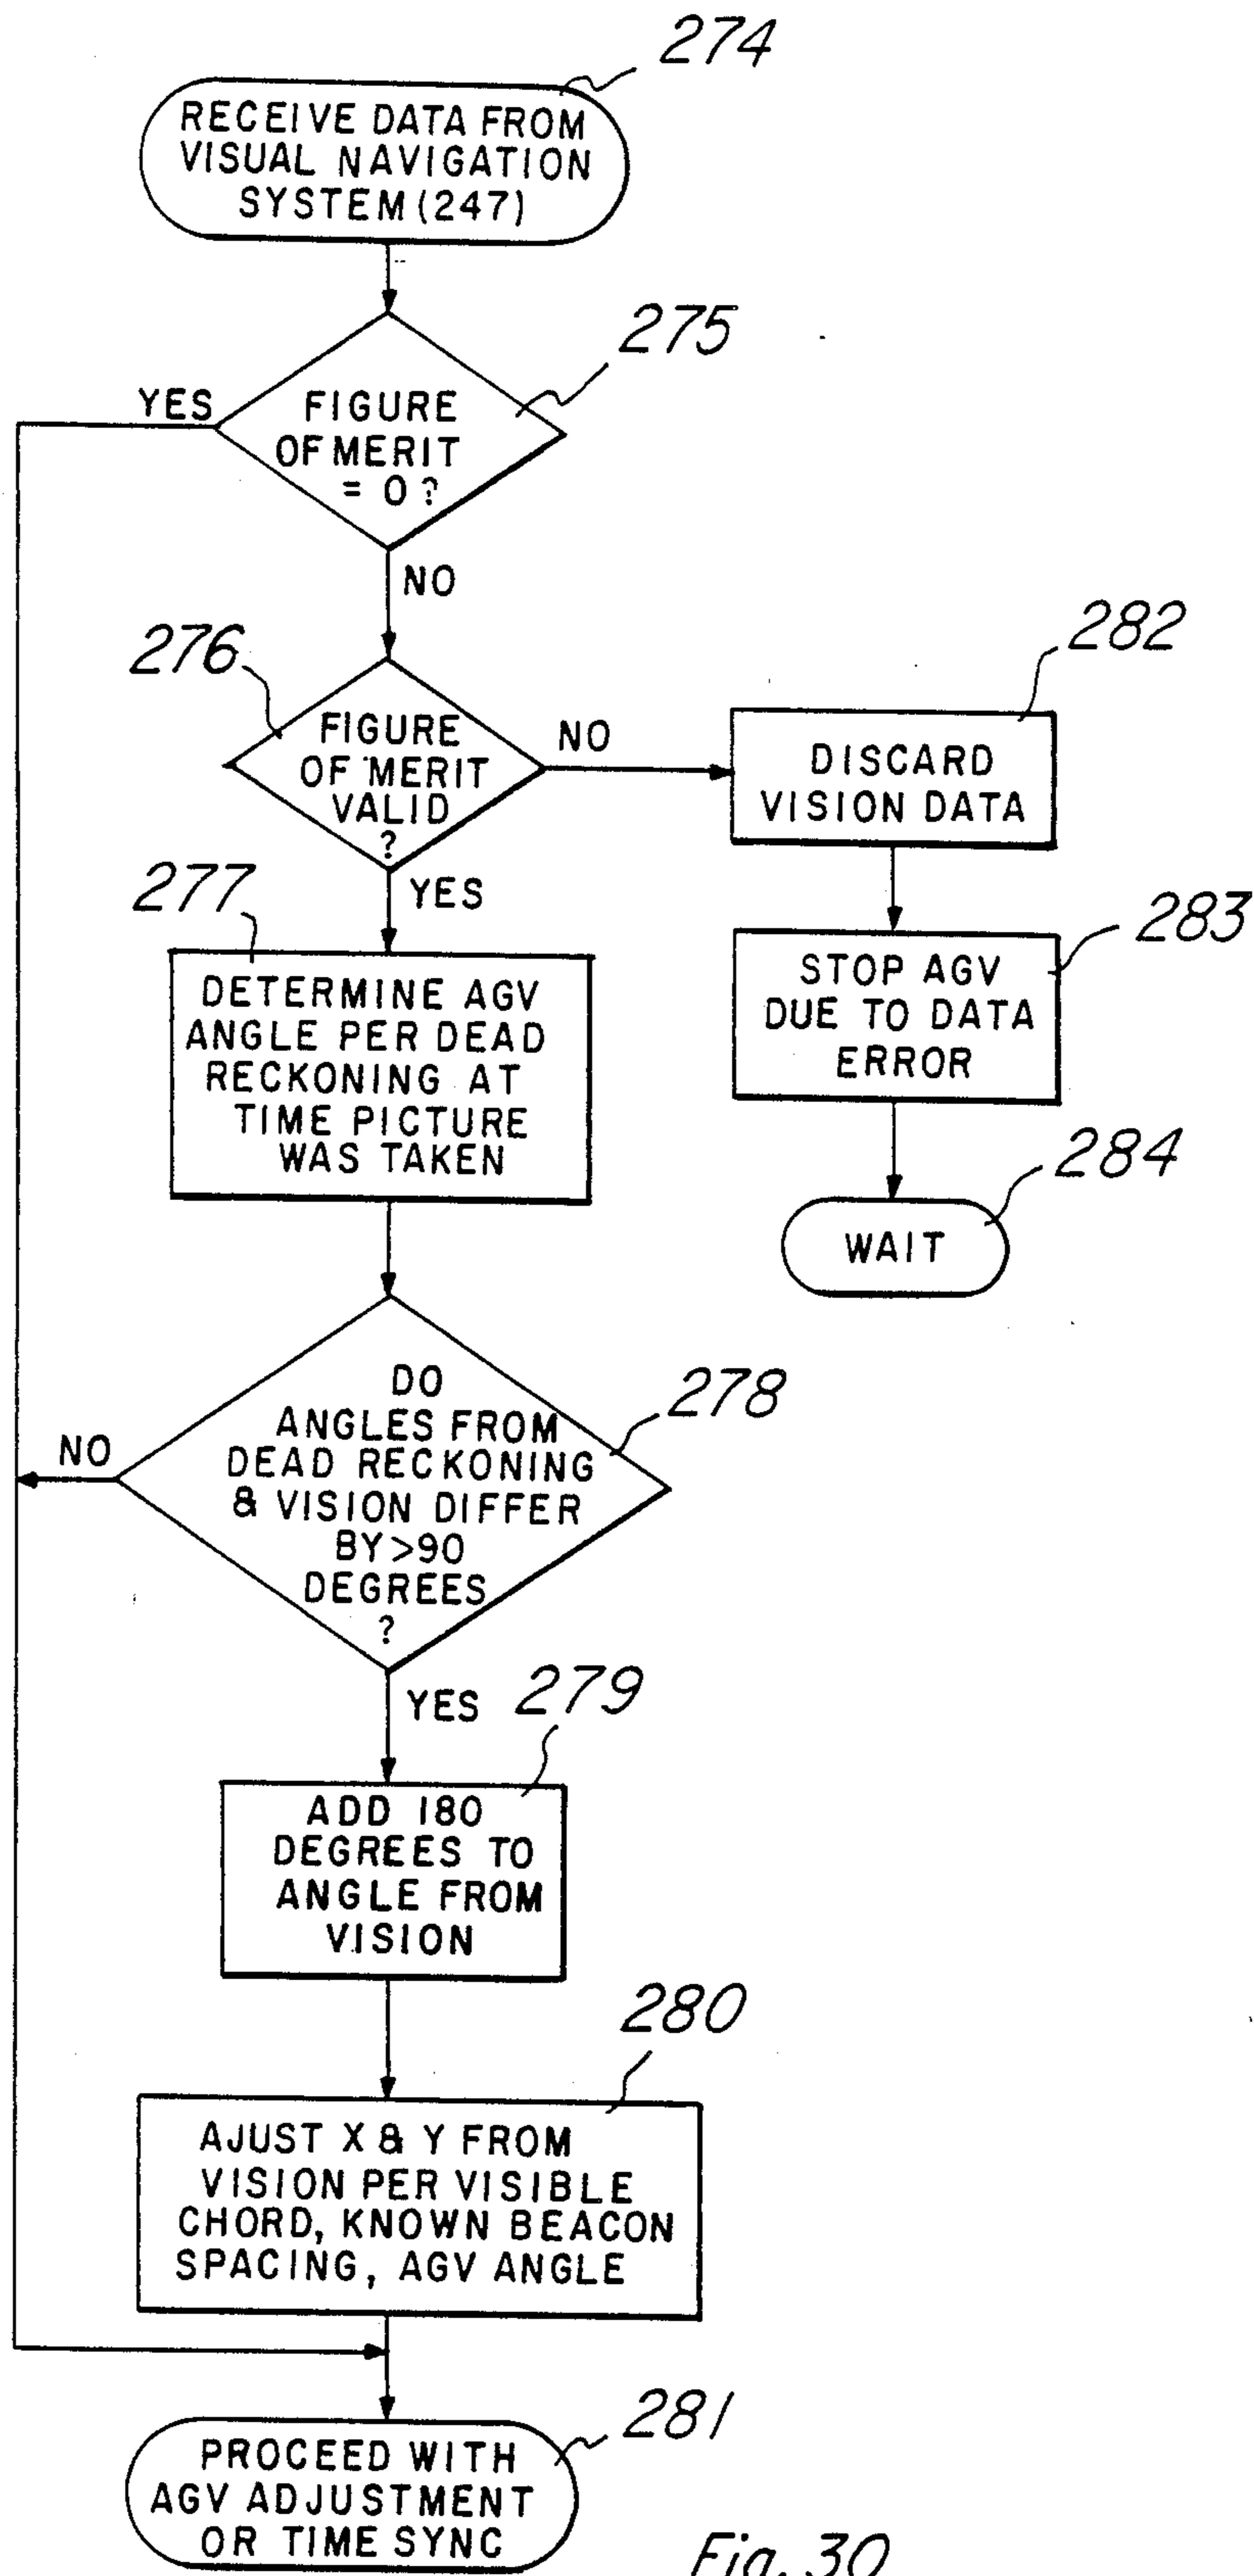 274
RECEIVE DATA FROM
VISUAL NAVIGATION
SYSTEM (247)
275
YES
FIGURE
OF MERIT
= 0 ?
NO
276
FIGURE
OF MERIT
VALID
?
NO
YES
282
DISCARD
VISION DATA
283
STOP AGV
DUE TO DATA
ERROR
284
WAIT
277
DETERMINE AGV
ANGLE PER DEAD
RECKONING AT
TIME PICTURE
WAS TAKEN
278
DO
ANGLES FROM
DEAD RECKONING
& VISION DIFFER
BY >90
DEGREES
?
NO
YES
279
ADD 180
DEGREES TO
ANGLE FROM
VISION
280
AJUST X & Y FROM
VISION PER VISIBLE
CHORD, KNOWN BEACON
SPACING, AGV ANGLE
281
PROCEED WITH
AGV ADJUSTMENT
OR TIME SYNC
Fig. 30